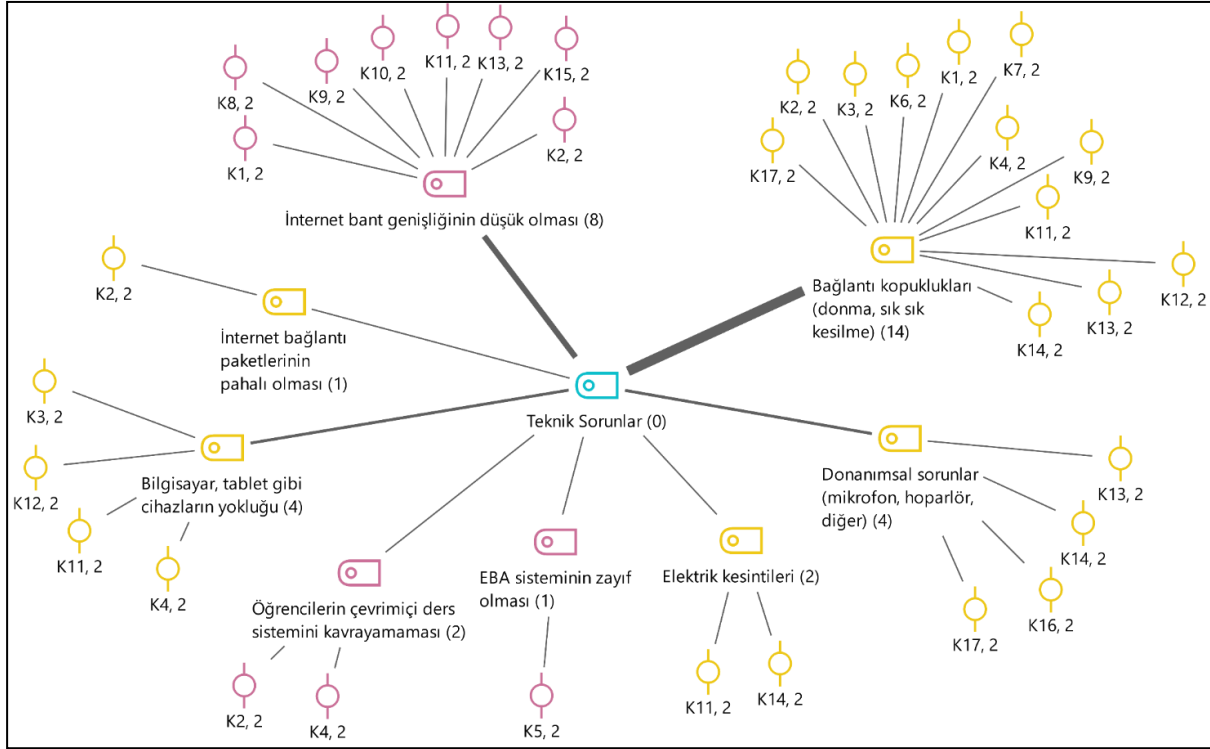 K8, 2
K9, 2
K10, 2
K11, 2
K13, 2
K15, 2
K1, 2
K2, 2
İnternet bant genişliğinin düşük olması (8)
K17, 2
K2, 2
K3, 2
K6, 2
K1, 2
K7, 2
K4, 2
K9, 2
K11, 2
K12, 2
K13, 2
K14, 2
Bağlantı kopuklukları
(donma, sık sık
kesilme) (14)
K2, 2
İnternet bağlantı
paketlerinin
pahalı olması (1)
Teknik Sorunlar (0)
K3, 2
K12, 2
K11, 2
K4, 2
Bilgisayar, tablet gibi
cihazların yokluğu (4)
Donanımsal sorunlar
(mikrofon, hoparlör,
diğer) (4)
K13, 2
K14, 2
K16, 2
K17, 2
Öğrencilerin çevrimiçi ders
sistemini kavrayamaması (2)
K2, 2
K4, 2
EBA sisteminin zayıf
olması (1)
K5, 2
Elektrik kesintileri (2)
K11, 2
K14, 2